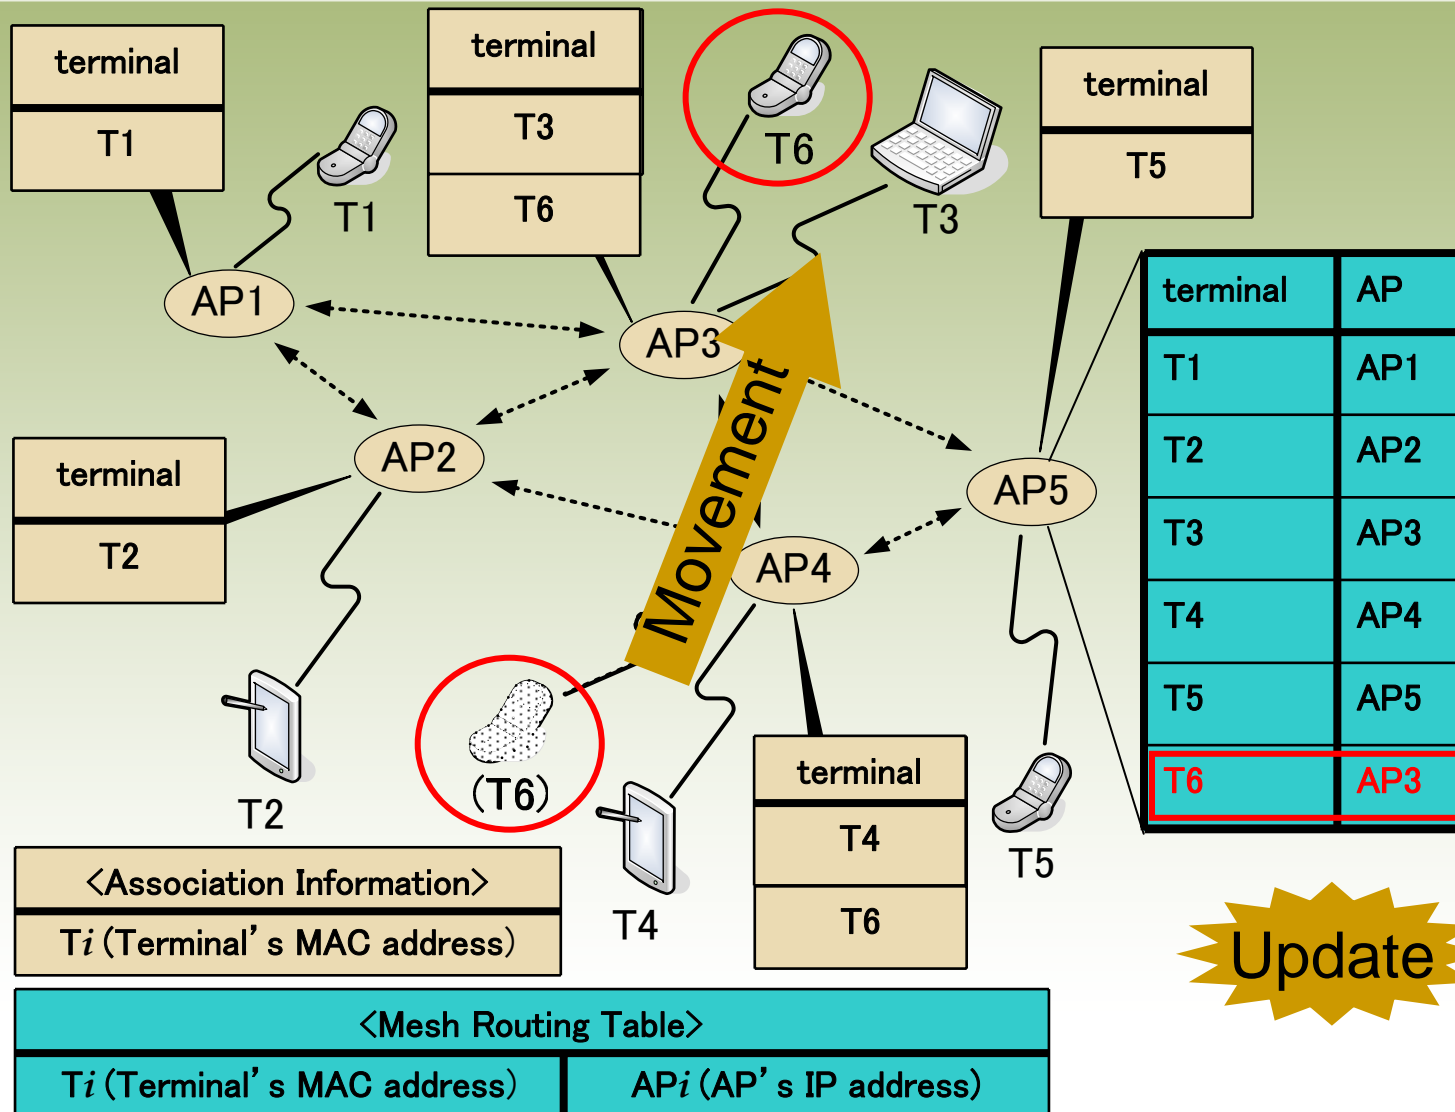 terminal
T1
terminal
T3
T6
T6
T3
terminal
T5
T1
AP1
AP3
AP2
AP5
AP4
Movement
terminal
T2
T2
(T6)
T4
terminal
T4
T6
T5
terminal AP
T1 AP1
T2 AP2
T3 AP3
T4 AP4
T5 AP5
T6 AP3
Update
<Association Information>
Ti (Terminal's MAC address)
<Mesh Routing Table>
Ti (Terminal's MAC address) APi (AP's IP address)